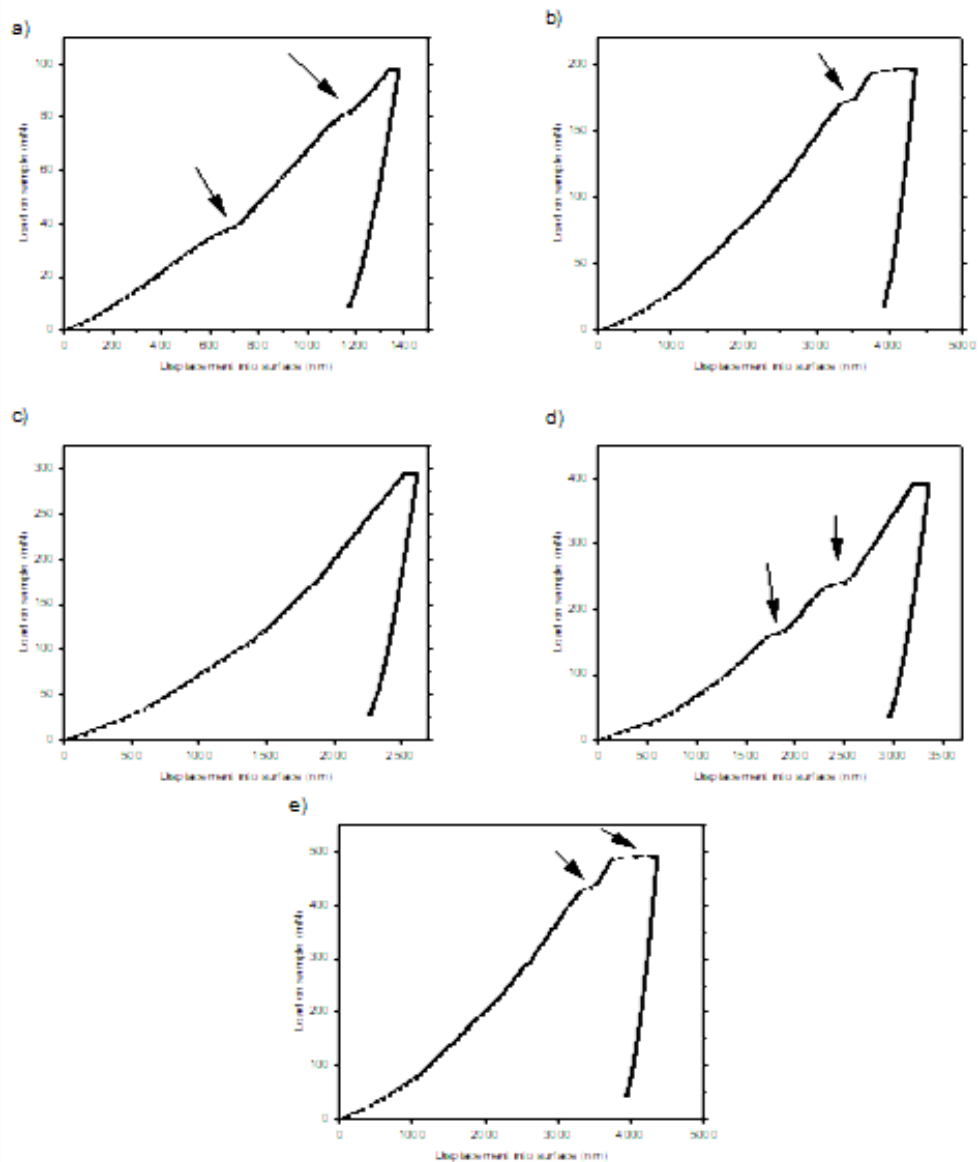 a)
100
80
60
40
20
0
Load on sample (mN)
0 200 400 600 800 1000 1200 1400
Displacement into surface (nm)
b)
200
150
100
50
0
Load on sample (mN)
0 1000 2000 3000 4000 5000
Displacement into surface (nm)
c)
300
250
200
150
100
50
0
Load on sample (mN)
0 500 1000 1500 2000 2500
Displacement into surface (nm)
d)
400
300
200
100
0
Load on sample (mN)
0 500 1000 1500 2000 2500 3000 3500
Displacement into surface (nm)
e)
500
400
300
200
100
0
Load on sample (mN)
0 1000 2000 3000 4000 5000
Displacement into surface (nm)